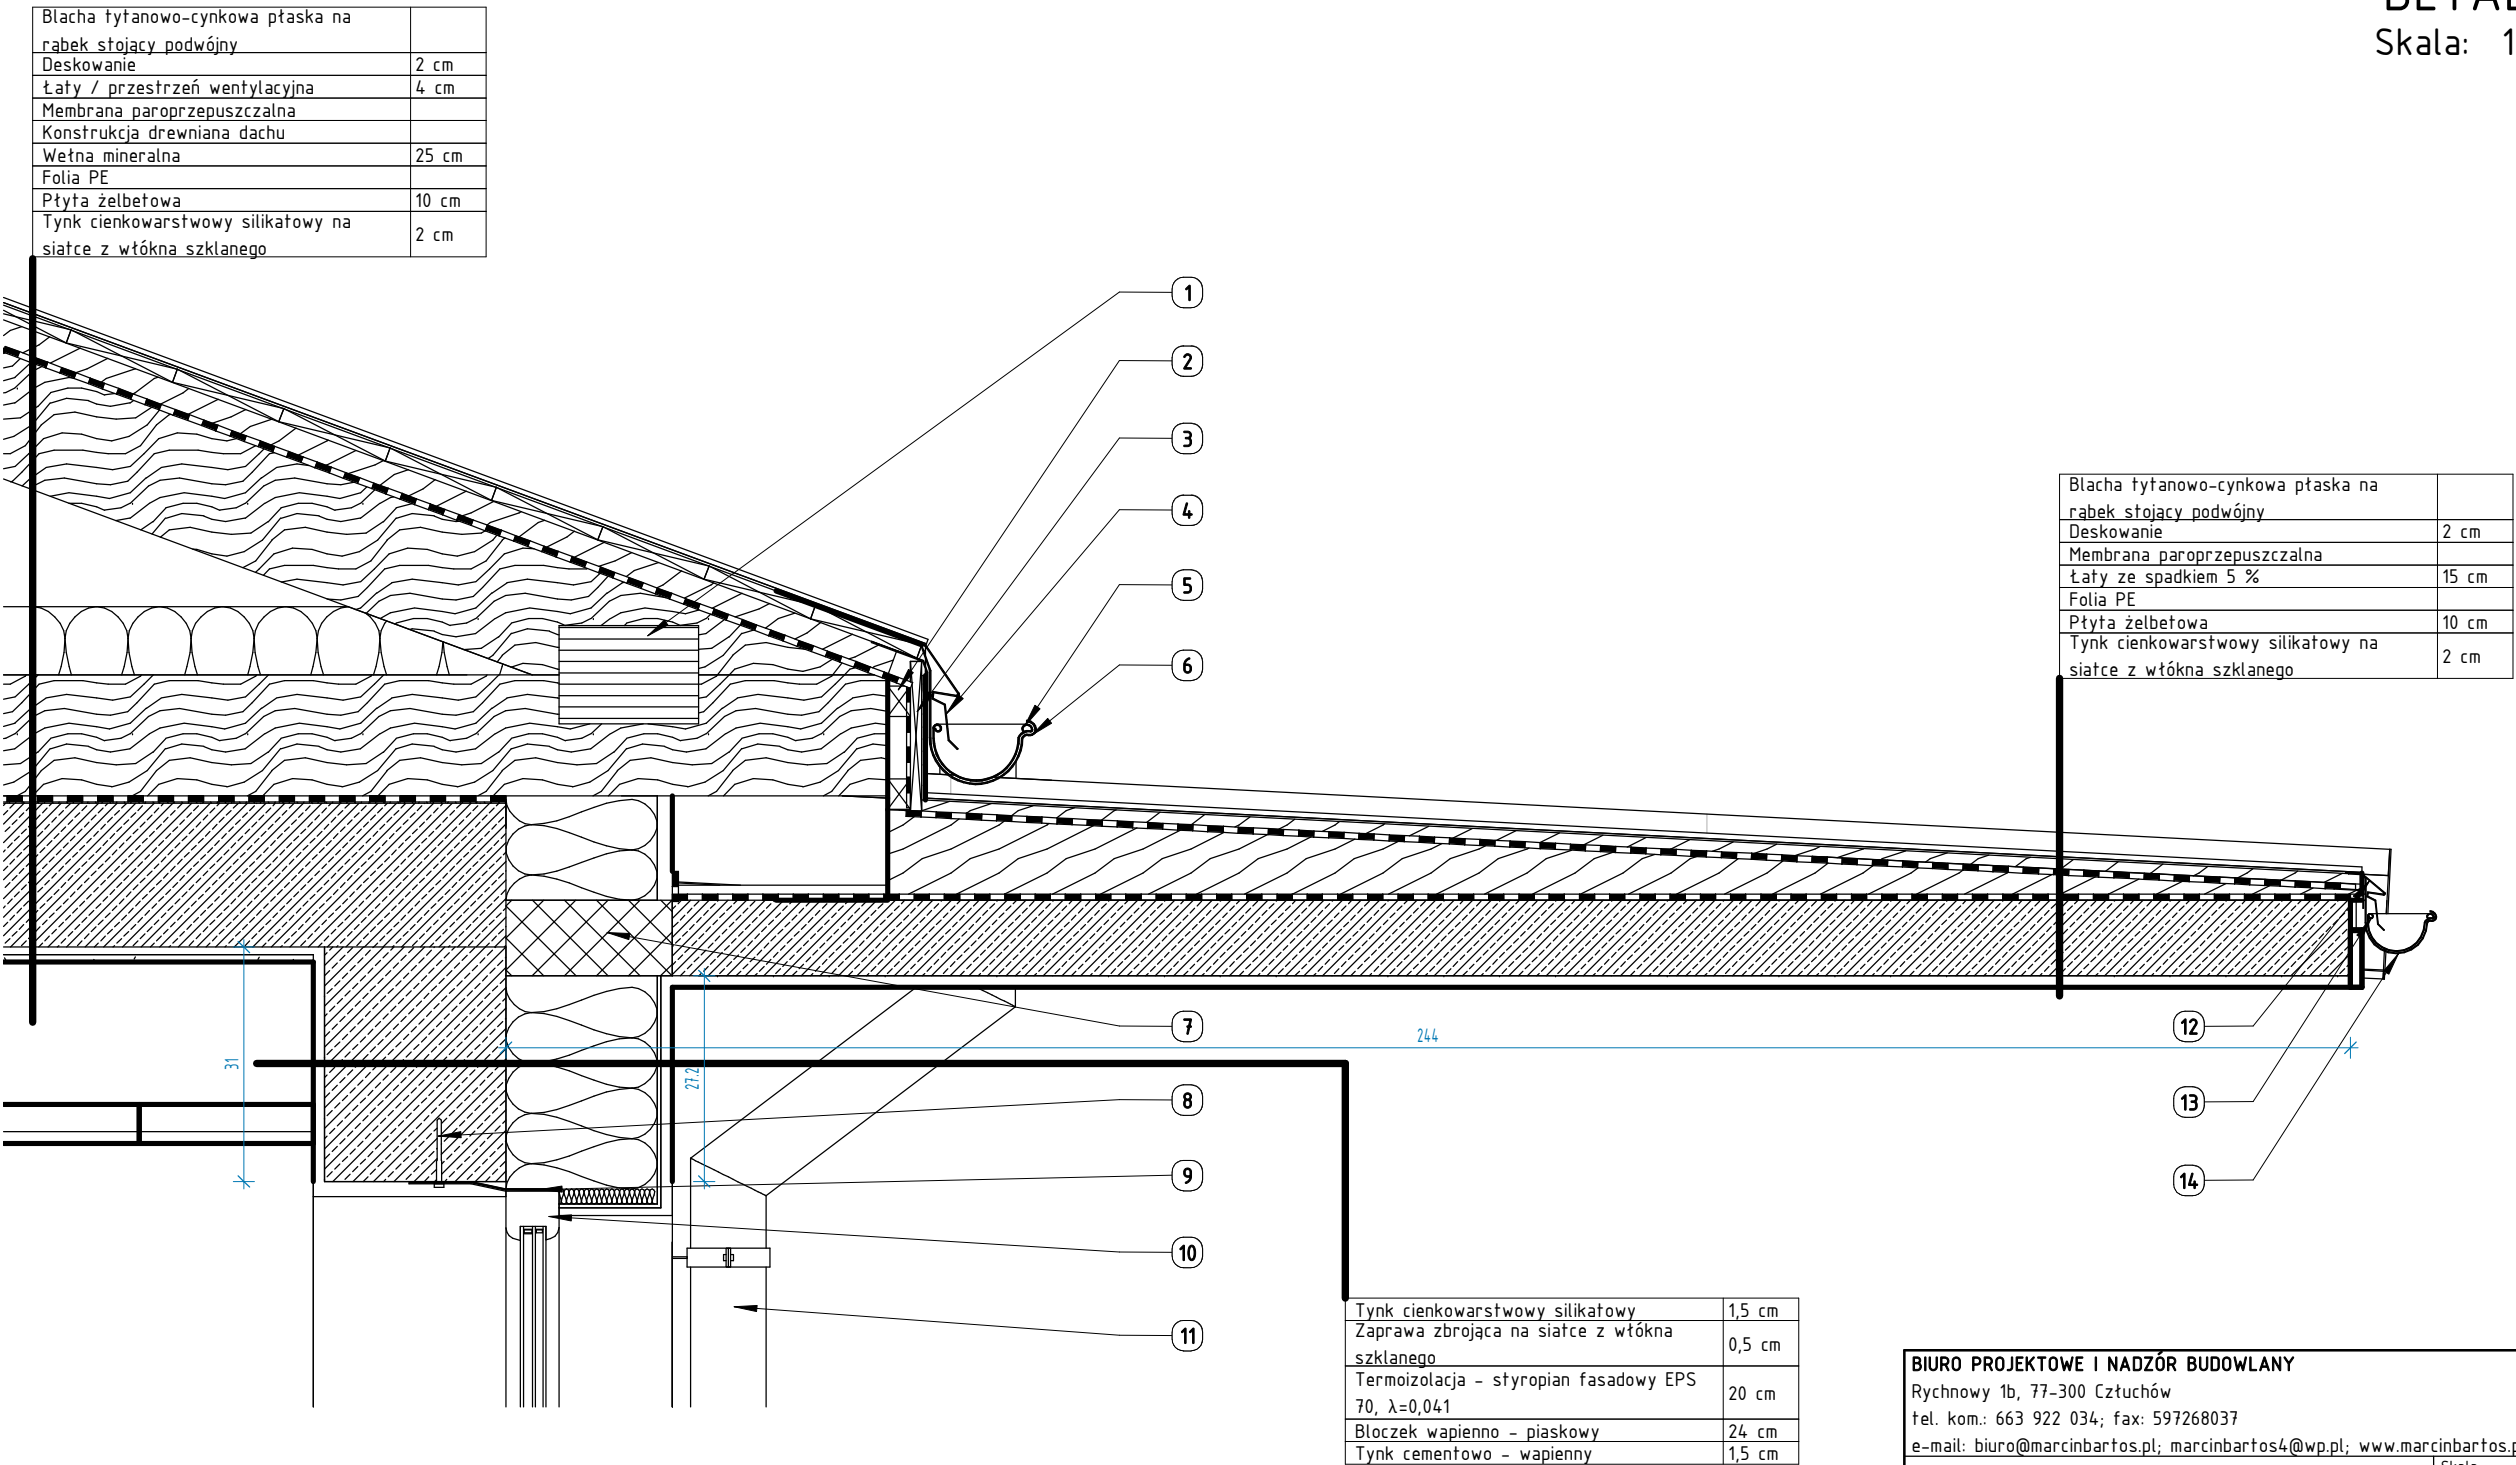 Skala: 1
Blacha tytanowo-cynkowa płaska na
rąbek stojący podwójny
Deskowanie 2 cm
Łaty / przestrzeń wentylacyjna 4 cm
Membrana paroprzepuszczalna
Konstrukcja drewniana dachu
Wełna mineralna 25 cm
Folia PE
Płyta żelbetowa 10 cm
Tynk cienkowarstwowy silikatowy na
siatce z włókna szklanego 2 cm
1
2
3
4
5
6
Blacha tytanowo-cynkowa płaska na
rąbek stojący podwójny
Deskowanie 2 cm
Membrana paroprzepuszczalna
Łaty ze spadkiem 5 % 15 cm
Folia PE
Płyta żelbetowa 10 cm
Tynk cienkowarstwowy silikatowy na
siatce z włókna szklanego 2 cm
7
8
9
10
11
12
13
14
31
27.2
244
Tynk cienkowarstwowy silikatowy 1,5 cm
Zaprawa zbrojąca na siatce z włókna
szklanego 0,5 cm
Termoizolacja - styropian fasadowy EPS
70, λ=0,041 20 cm
Bloczek wapienno - piaskowy 24 cm
Tynk cementowo - wapienny 1,5 cm
BIURO PROJEKTOWE I NADZÓR BUDOWLANY
Rychnowy 1b, 77-300 Człuchów
tel. kom.: 663 922 034; fax: 597268037
e-mail: biuro@marcinbartos.pl; marcinbartos4@wp.pl; www.marcinbartos.p